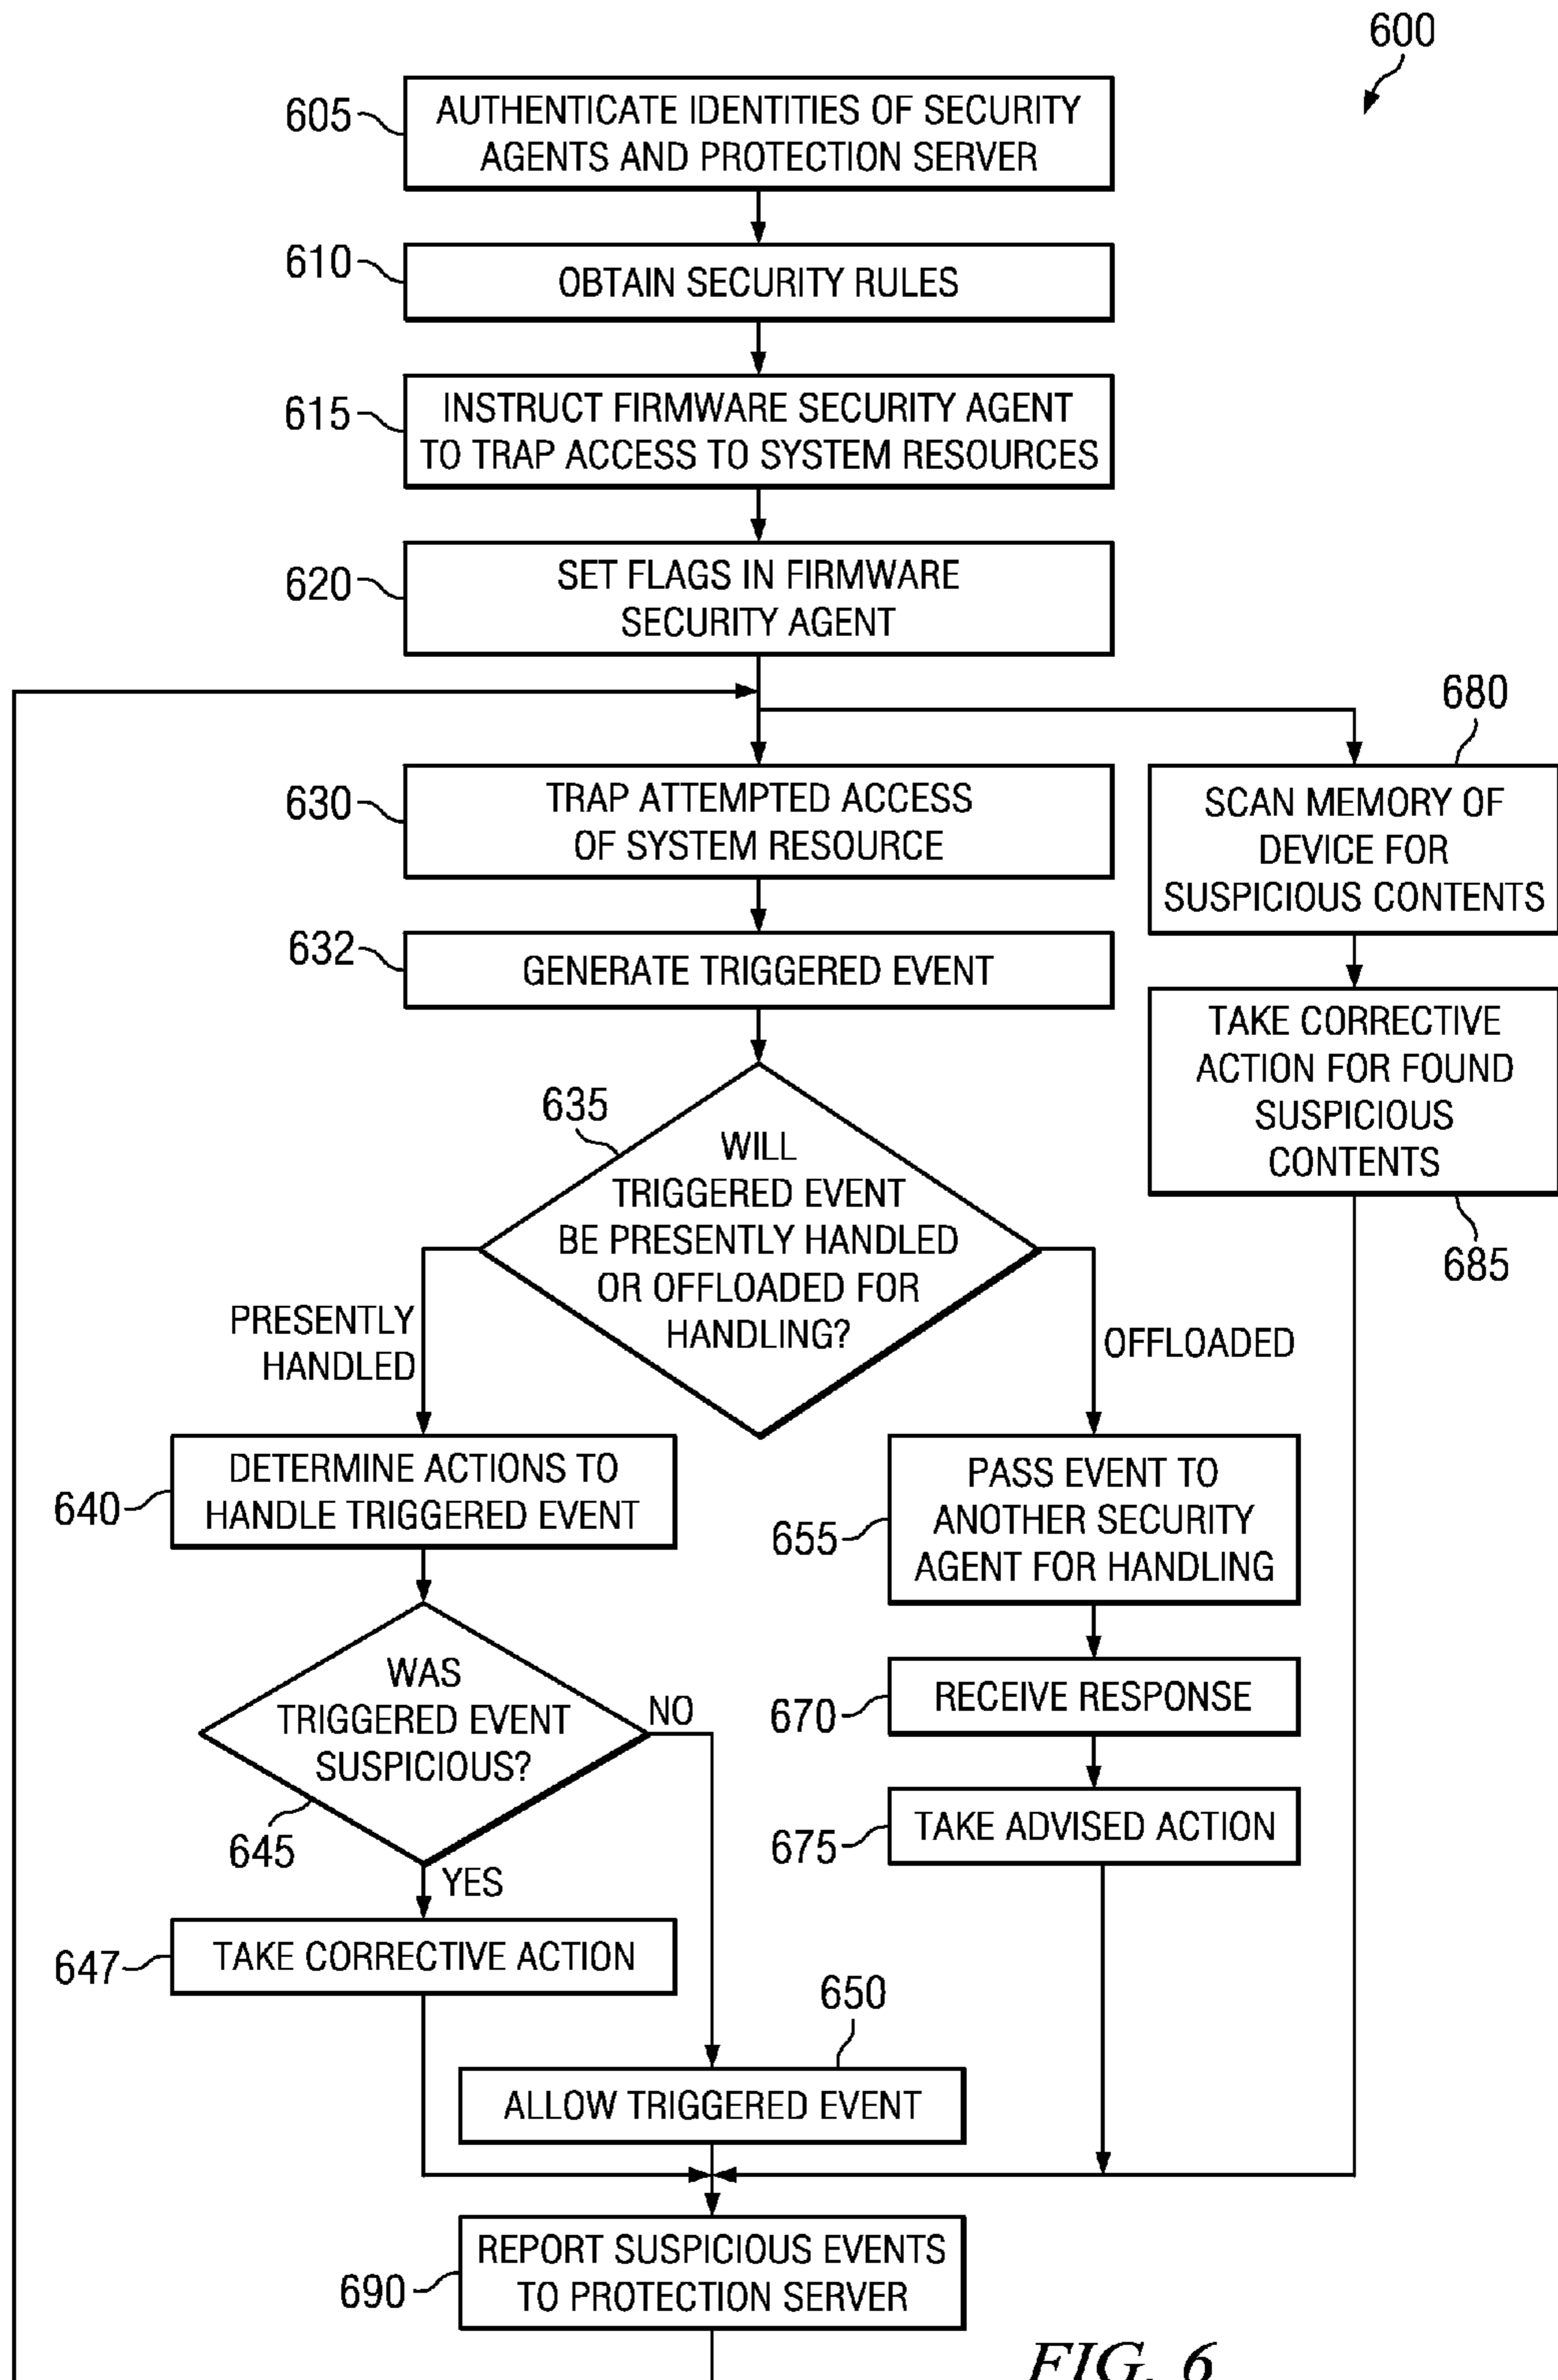 600
605
AUTHENTICATE IDENTITIES OF SECURITY
AGENTS AND PROTECTION SERVER
610
OBTAIN SECURITY RULES
615
INSTRUCT FIRMWARE SECURITY AGENT
TO TRAP ACCESS TO SYSTEM RESOURCES
620
SET FLAGS IN FIRMWARE
SECURITY AGENT
680
630
TRAP ATTEMPTED ACCESS
OF SYSTEM RESOURCE
SCAN MEMORY OF
DEVICE FOR
SUSPICIOUS CONTENTS
632
GENERATE TRIGGERED EVENT
TAKE CORRECTIVE
ACTION FOR FOUND
SUSPICIOUS
CONTENTS
685
635
WILL
TRIGGERED EVENT
BE PRESENTLY HANDLED
OR OFFLOADED FOR
HANDLING?
PRESENTLY
HANDLED
OFFLOADED
640
DETERMINE ACTIONS TO
HANDLE TRIGGERED EVENT
655
PASS EVENT TO
ANOTHER SECURITY
AGENT FOR HANDLING
WAS
TRIGGERED EVENT
SUSPICIOUS?
NO
645
YES
670
RECEIVE RESPONSE
675
TAKE ADVISED ACTION
647
TAKE CORRECTIVE ACTION
650
ALLOW TRIGGERED EVENT
690
REPORT SUSPICIOUS EVENTS
TO PROTECTION SERVER
FIG. 6